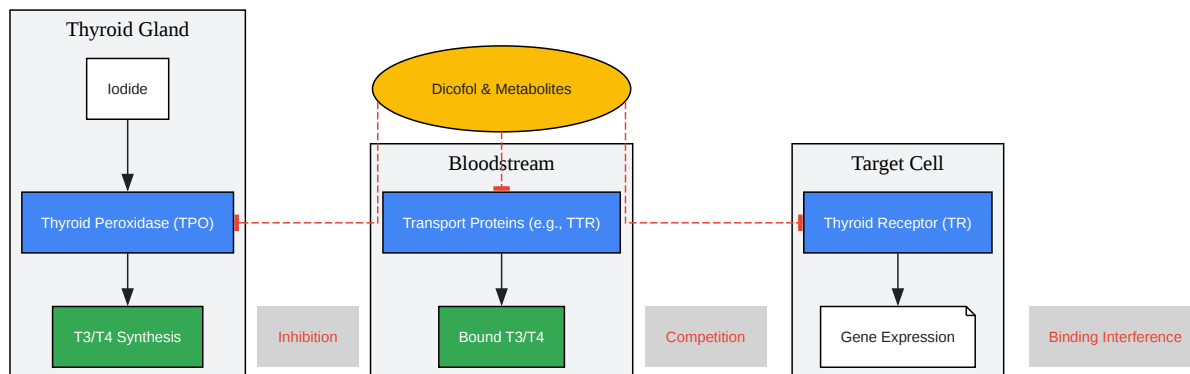 Thyroid Gland
Iodide
Dicofol & Metabolites
Bloodstream
Target Cell
Thyroid Peroxidase (TPO)
Transport Proteins (e.g., TTR)
Thyroid Receptor (TR)
T3/T4 Synthesis
Inhibition
Bound T3/T4
Competition
Gene Expression
Binding Interference